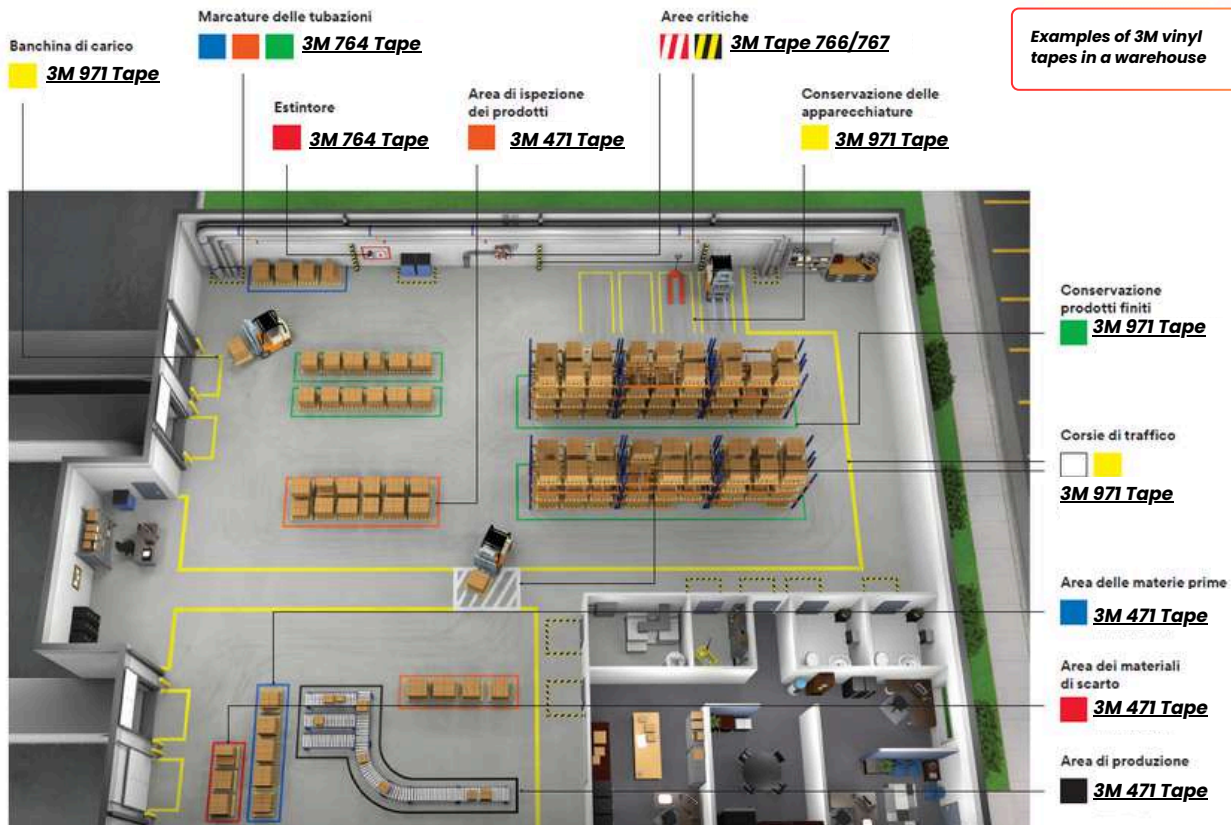 Marcature delle tubazioni
3M 764 Tape
Aree critiche
3M Tape 766/767
Examples of 3M vinyl
tapes in a warehouse
Banchina di carico
3M 971 Tape
Estintore
3M 764 Tape
Area di ispezione
dei prodotti
3M 471 Tape
Conservazione delle
apparecchiature
3M 971 Tape
Conservazione
prodotti finiti
3M 971 Tape
Corsie di traffico
3M 971 Tape
Area delle materie prime
3M 471 Tape
Area dei materiali
di scarto
3M 471 Tape
Area di produzione
3M 471 Tape